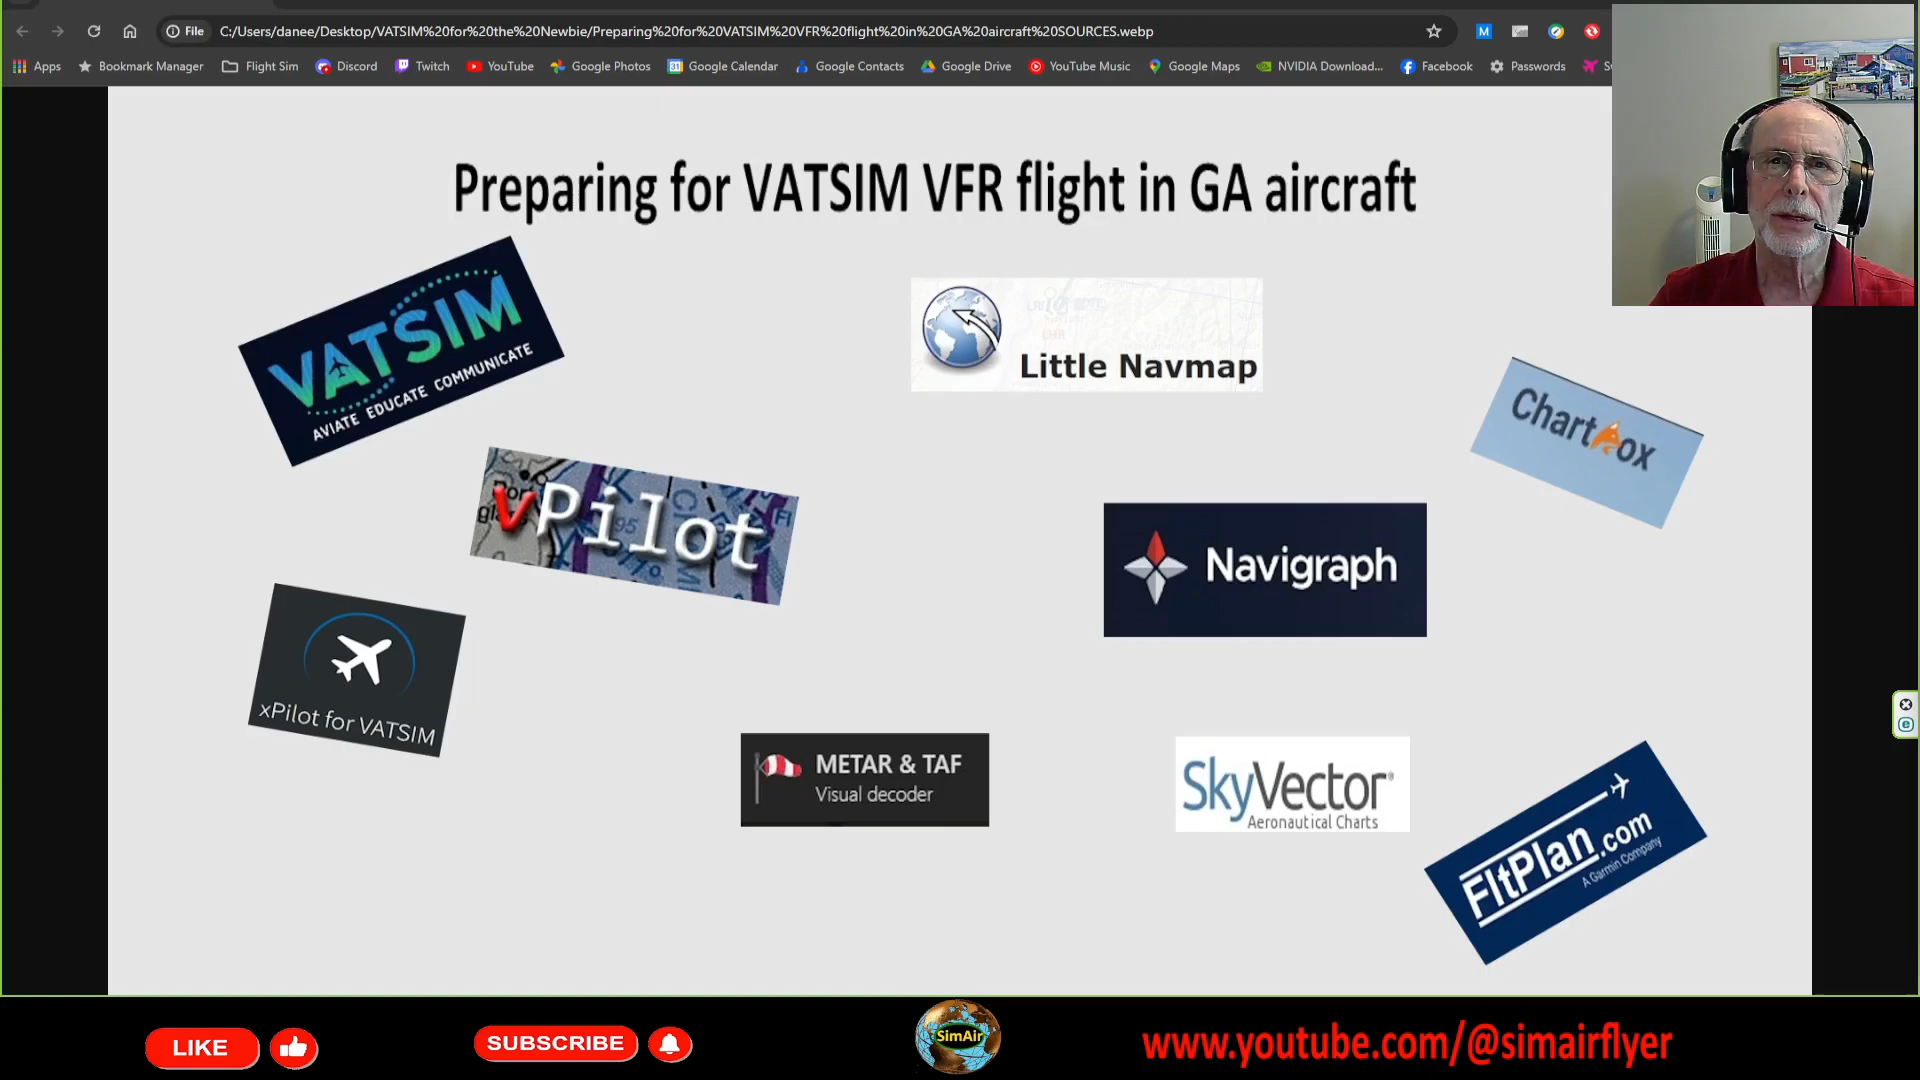 File
C:/Users/danee/Desktop/VATSIM%20for%20the%20Newbie/Preparing%20for%20VATSIM%20VFR%20flight%20in%20GA%20aircraft%20SOURCES.webp
M
Apps Bookmark Manager Flight Sim Discord Twitch YouTube Google Photos 31 Google Calendar Google Contacts Google Drive YouTube Music Google Maps NVIDIA Download... Facebook Passwords
Preparing for VATSIM VFR flight in GA aircraft
VATSIM
AVIATE EDUCATE COMMUNICATE
Little Navmap
Chart ox
vPilot
Navigraph
xPilot for VATSIM
METAR & TAF
Visual decoder
SkyVector®
Aeronautical Charts
FltPlan.com
A Garmin Company
LIKE
SUBSCRIBE
SimAir
www.youtube.com/@simairflyer